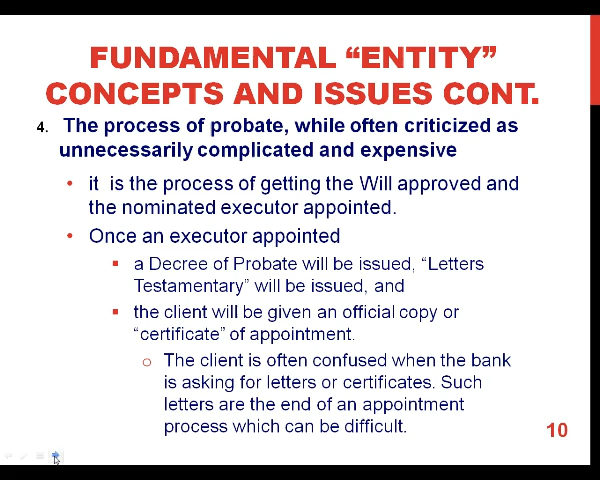 FUNDAMENTAL “ENTITY”
CONCEPTS AND ISSUES CONT.
4. The process of probate, while often criticized as
unnecessarily complicated and expensive
• it  is the process of getting the Will approved and
the nominated executor appointed.
• Once an executor appointed
▪ a Decree of Probate will be issued, “Letters
Testamentary” will be issued, and
▪ the client will be given an official copy or
“certificate” of appointment.
o The client is often confused when the bank
is asking for letters or certificates. Such
letters are the end of an appointment
process which can be difficult.
10